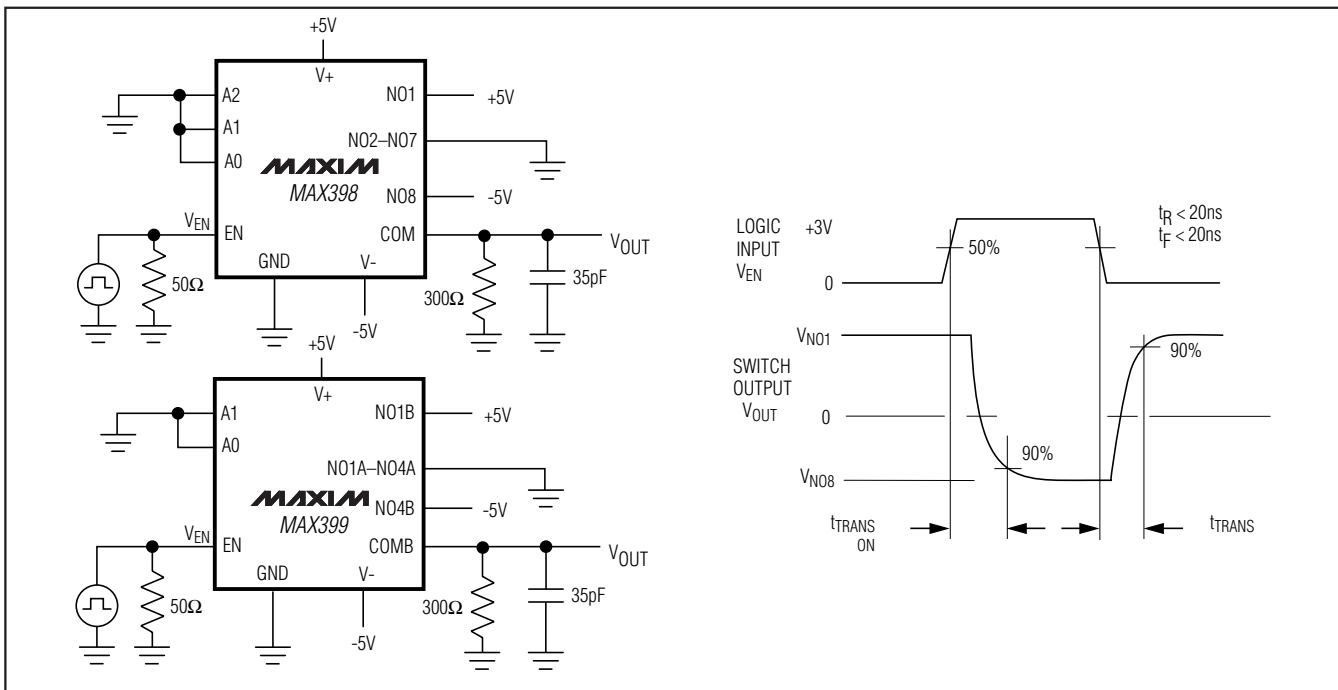 +5V
V+
A2
A1
A0
NO1
+5V
NO2–NO7
MAXIM
MAX398
NO8
-5V
VEN
EN
COM
VOUT
GND
V-
50Ω
300Ω
35pF
-5V
+5V
V+
A1
A0
NO1B
+5V
NO1A–NO4A
MAXIM
MAX399
NO4B
-5V
VEN
EN
COMB
VOUT
GND
V-
50Ω
300Ω
35pF
-5V
LOGIC
INPUT
VEN
+3V
0
50%
tR < 20ns
tF < 20ns
VNO1
SWITCH
OUTPUT
VOUT
0
VNO8
90%
90%
tTRANS
ON
tTRANS